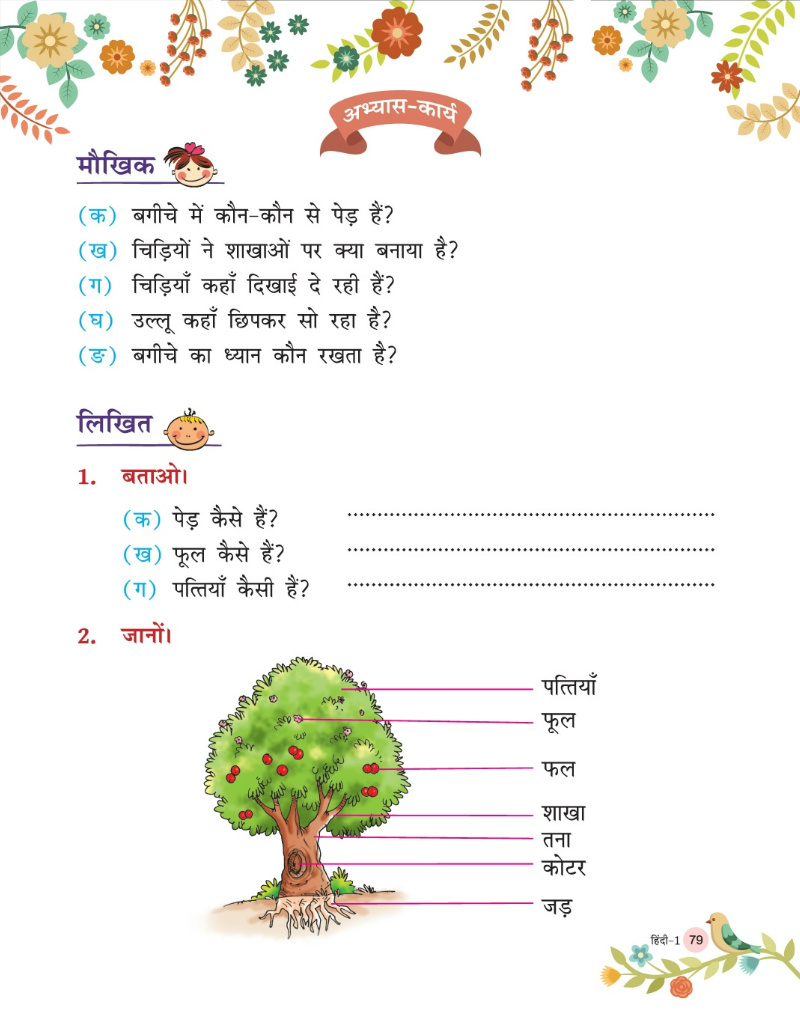 अभ्यास-कार्य
मौखिक
(क) बगीचे में कौन-कौन से पेड़ हैं?
(ख) चिड़ियों ने शाखाओं पर क्या बनाया है?
(ग) चिड़ियाँ कहाँ दिखाई दे रही हैं?
(घ) उल्लू कहाँ छिपकर सो रहा है?
(ङ) बगीचे का ध्यान कौन रखता है?
लिखित
1. बताओ।
(क) पेड़ कैसे हैं? ....................
(ख) फूल कैसे हैं? ....................
(ग) पत्तियाँ कैसी हैं? ....................
2. जानों।
पत्तियाँ
फूल
फल
शाखा
तना
कोटर
जड़
हिंदी-1 79